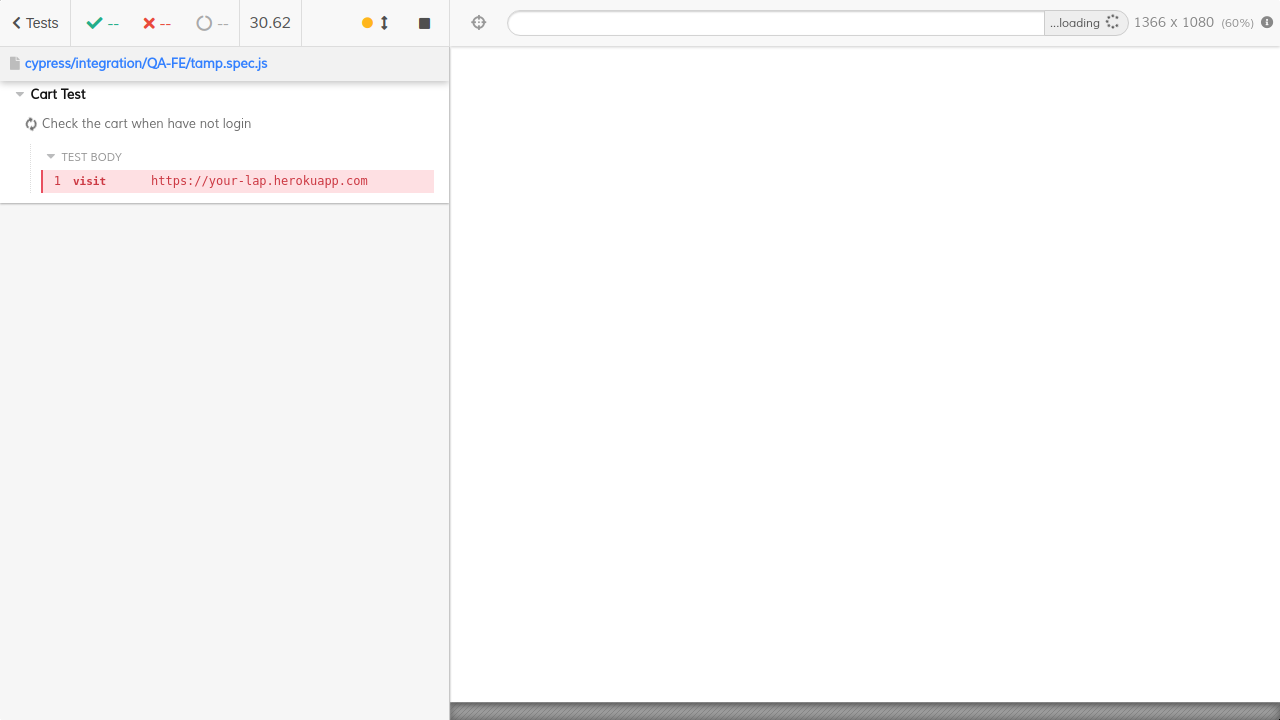 Tests -- -- -- 30.62
...loading 1366 x 1080 (60%)
cypress/integration/QA-FE/tamp.spec.js
Cart Test
Check the cart when have not login
TEST BODY
1 visit https://your-lap.herokuapp.com